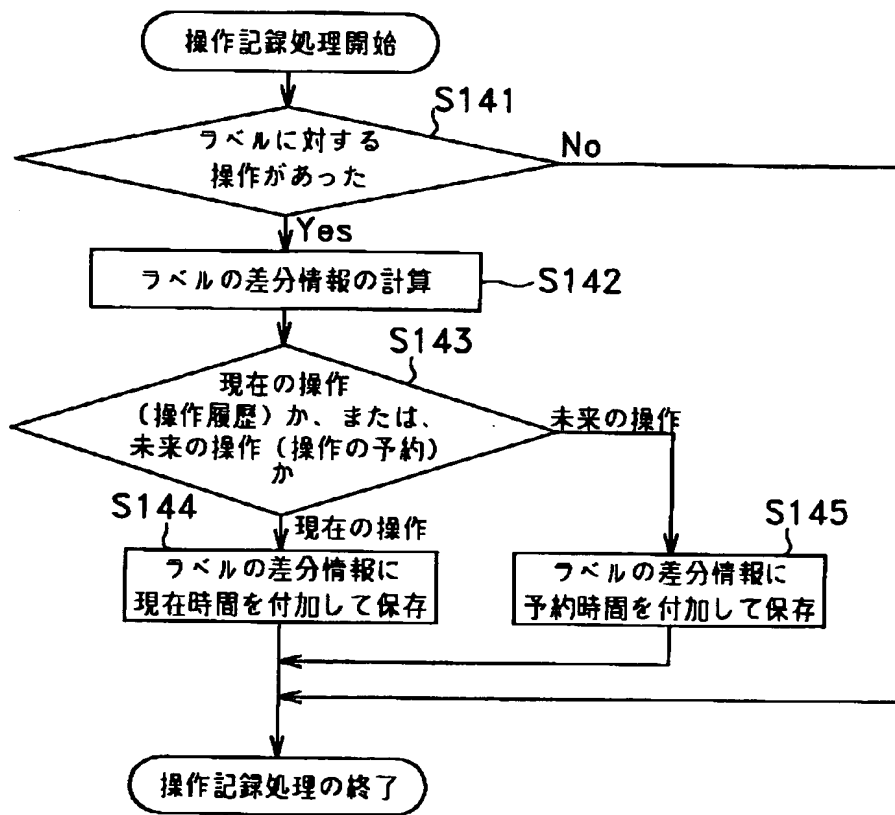 操作記録処理開始
S141
ラベルに対する
操作があった
No
Yes
ラベルの差分情報の計算
S142
S143
現在の操作
(操作履歴)か、または、
未来の操作(操作の予約)
か
未来の操作
S144
現在の操作
S145
ラベルの差分情報に
現在時間を付加して保存
ラベルの差分情報に
予約時間を付加して保存
操作記録処理の終了